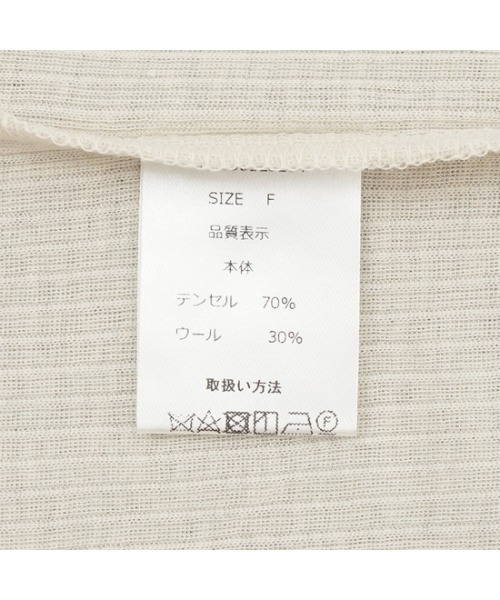 SIZE F
品質表示
本体
テンセル 70%
ウール 30%
取扱い方法
F